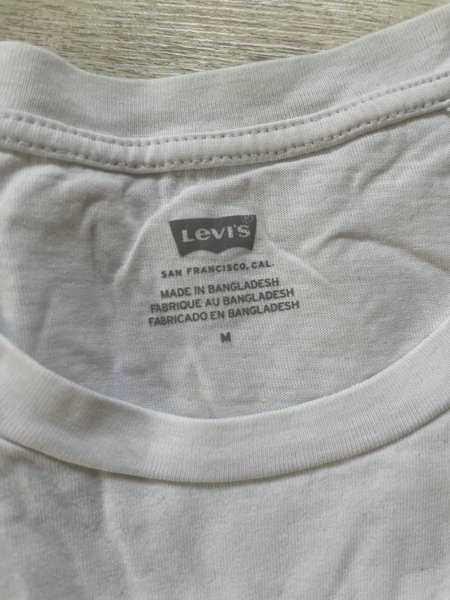 Levi's
SAN FRANCISCO, CAL.
MADE IN BANGLADESH
FABRIQUE AU BANGLADESH
FABRICADO EN BANGLADESH
M